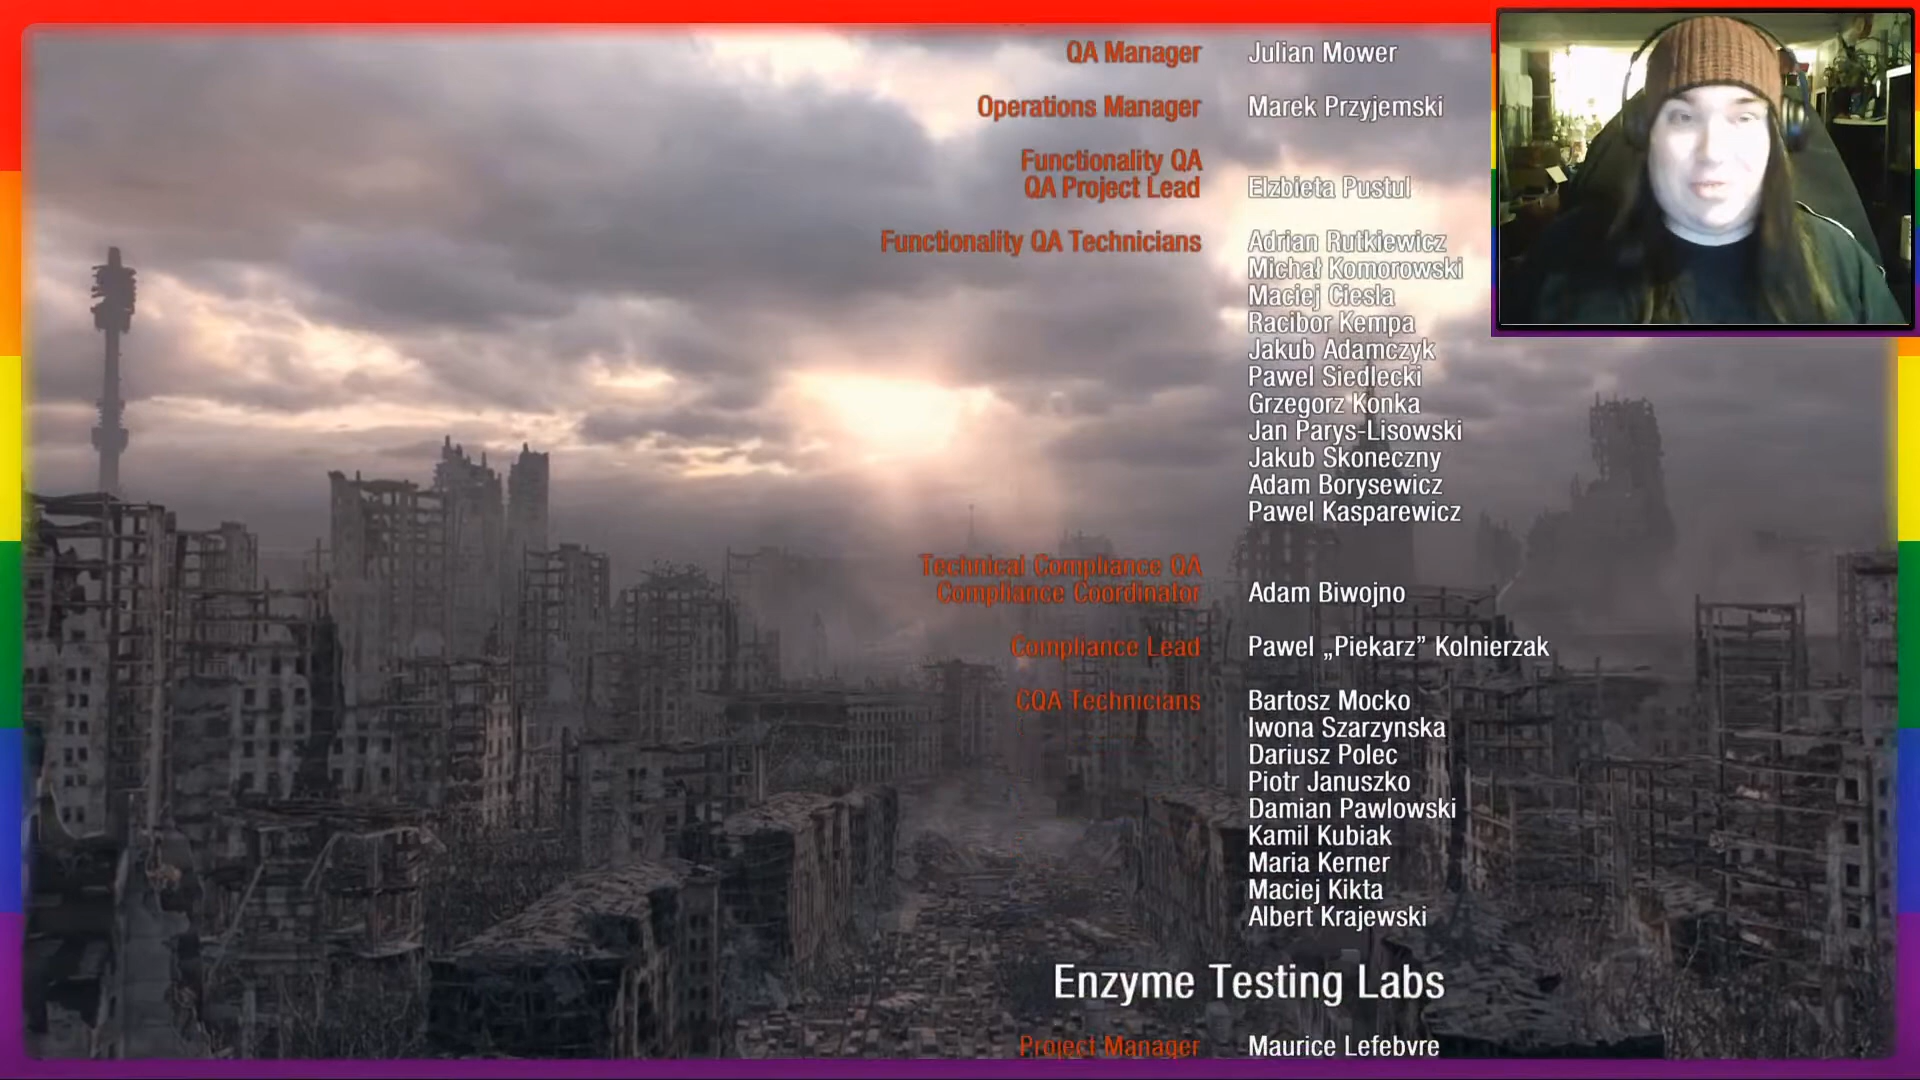 QA Manager Julian Mower
Operations Manager Marek Przyjemski
Functionality QA
QA Project Lead Elzbieta Pustul
Functionality QA Technicians Adrian Rutkiewicz
Michał Komorowski
Maciej Ciesla
Racibor Kempa
Jakub Adamczyk
Pawel Siedlecki
Grzegorz Konka
Jan Parys-Lisowski
Jakub Skoneczny
Adam Borysewicz
Pawel Kasparewicz
Technical Compliance QA
Compliance Coordinator Adam Biwojno
Compliance Lead Pawel „Piekarz” Kolnierzak
CQA Technicians Bartosz Mocko
Iwona Szarzynska
Dariusz Polec
Piotr Januszko
Damian Pawlowski
Kamil Kubiak
Maria Kerner
Maciej Kikta
Albert Krajewski
Enzyme Testing Labs
Project Manager Maurice Lefebvre